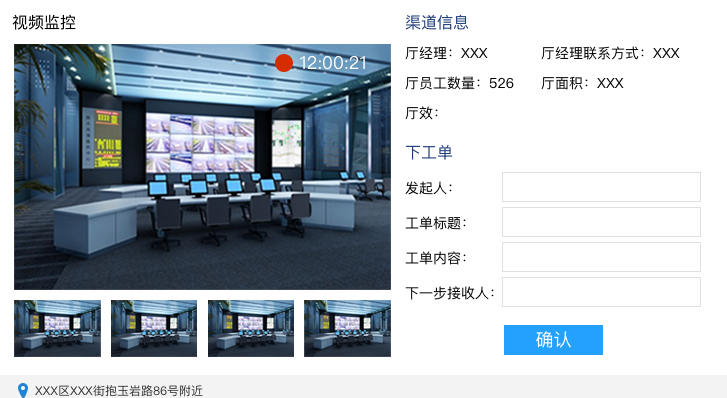 视频监控
12:00:21
渠道信息
厅经理：XXX 厅经理联系方式：XXX
厅员工数量：526 厅面积：XXX
厅效：
下工单
发起人：
工单标题：
工单内容：
下一步接收人：
确认
XXX区XXX街抱玉岩路86号附近